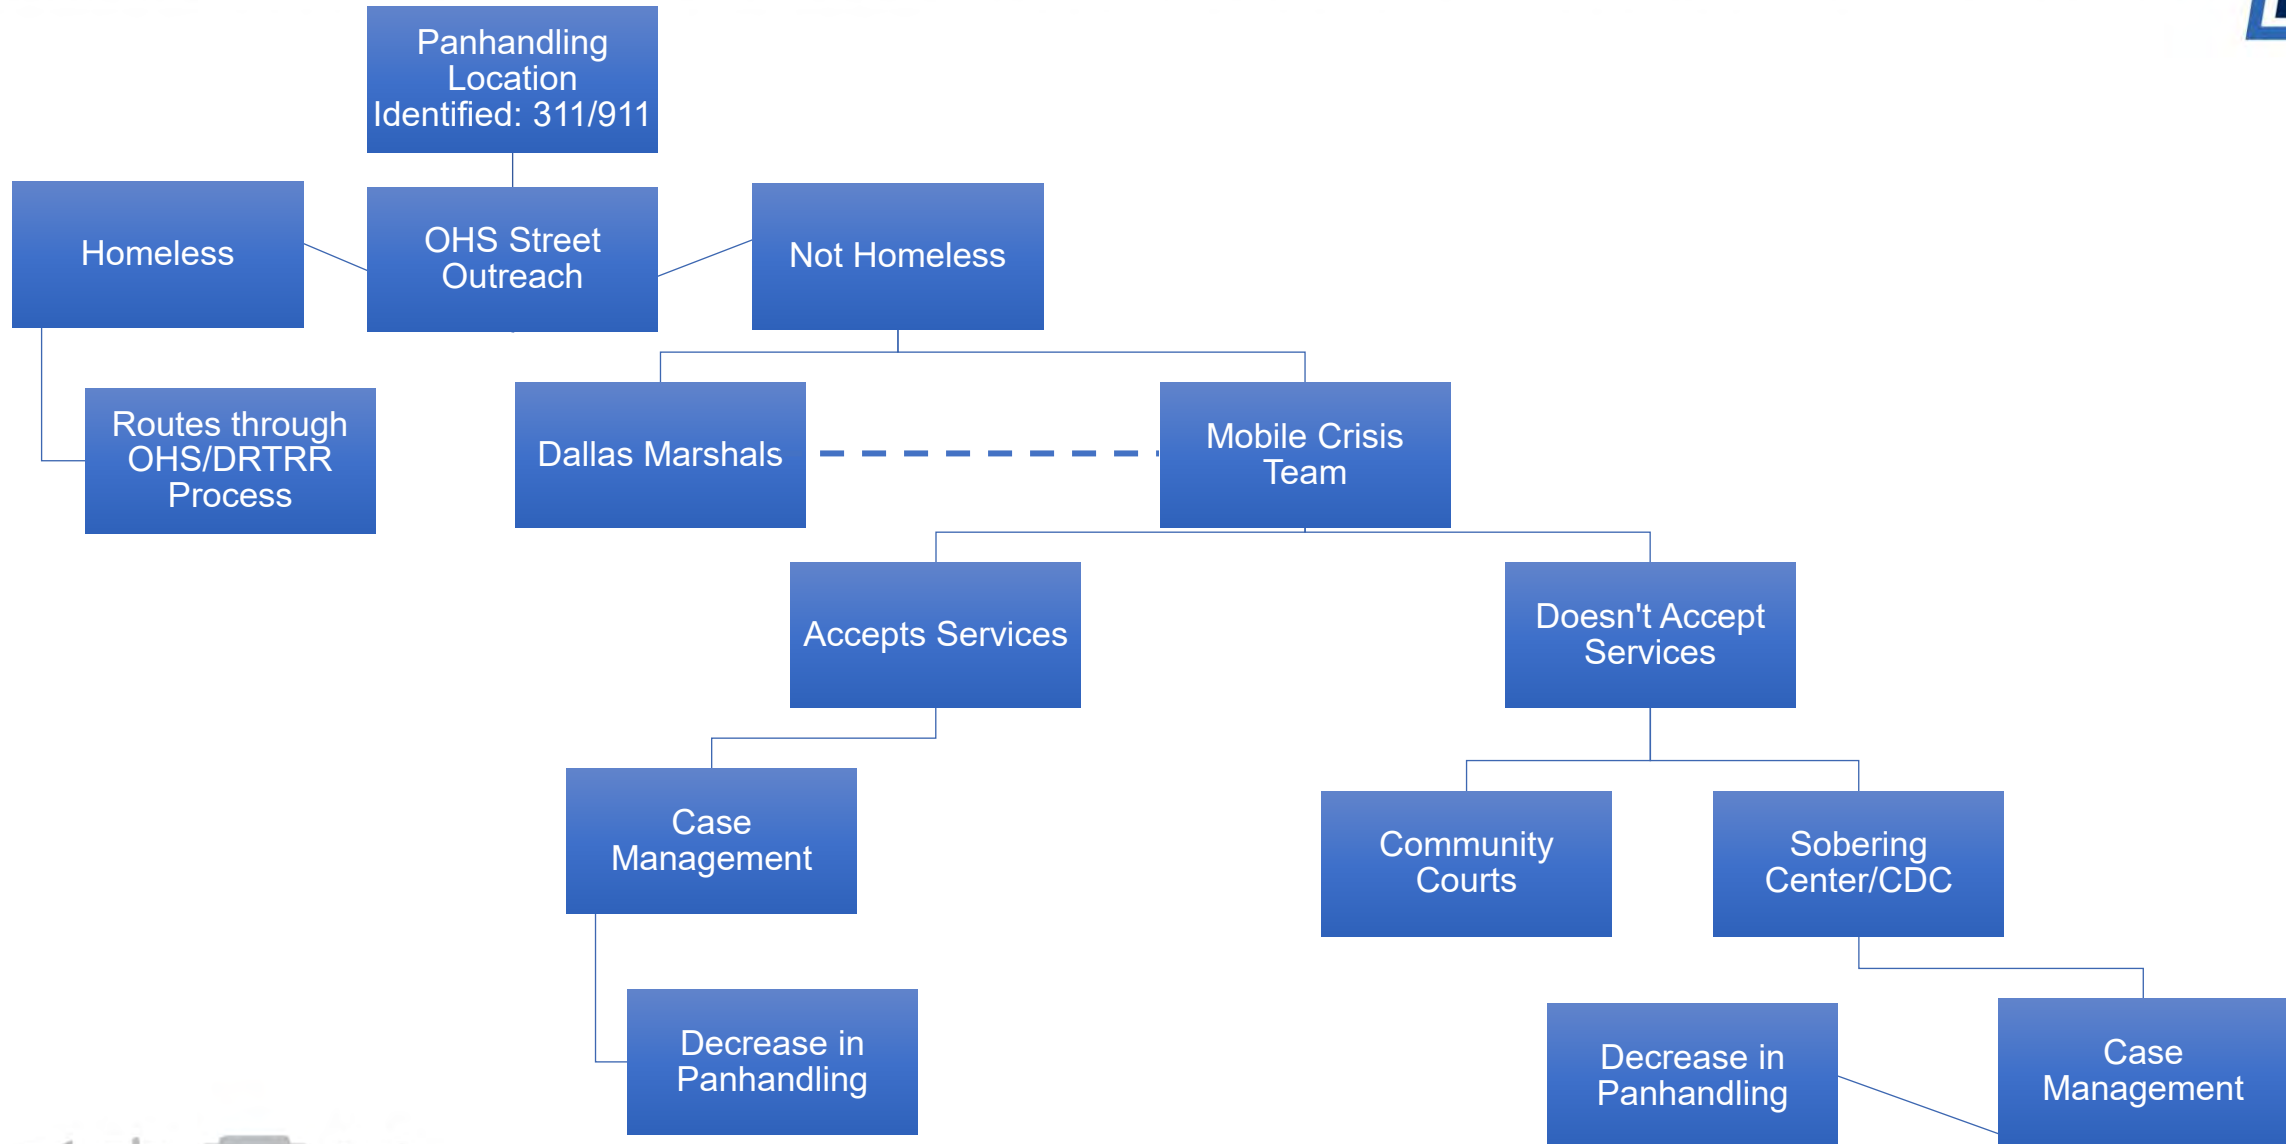 Panhandling
Location
Identified: 311/911
Homeless
OHS Street
Outreach
Not Homeless
Routes through
OHS/DRTRR
Process
Dallas Marshals
Mobile Crisis
Team
Accepts Services
Doesn't Accept
Services
Case
Management
Community
Courts
Sobering
Center/CDC
Decrease in
Panhandling
Decrease in
Panhandling
Case
Management